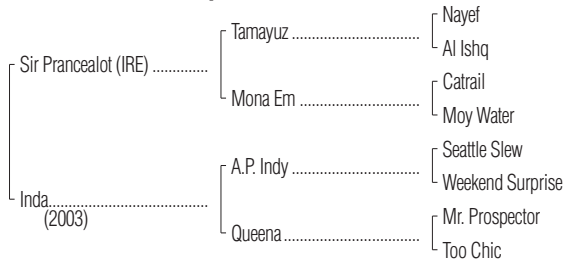 Nayef
Tamayuz ..................................
Al Ishq
Sir Prancealot (IRE) ..............
Catrail
Mona Em ................................
Moy Water
Seattle Slew
A.P. Indy ..................................
Weekend Surprise
Inda.........................................
(2003)
Mr. Prospector
Queena ....................................
Too Chic